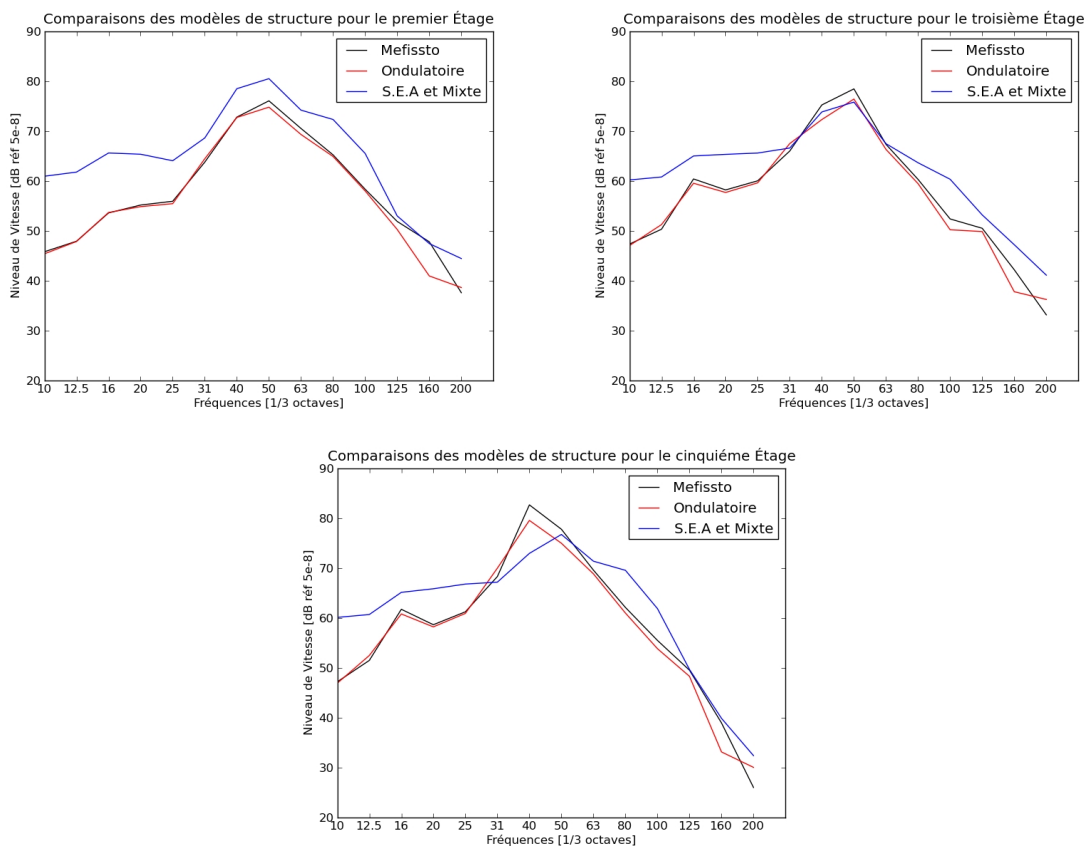 Comparaisons des modèles de structure pour le premier Étage
90
80
70
60
50
40
30
20
Niveau de Vitesse [dB réf 5e-8]
Mefissto
Ondulatoire
S.E.A et Mixte
10 12.5 16 20 25 31 40 50 63 80 100 125 160 200
Fréquences [1/3 octaves]
Comparaisons des modèles de structure pour le troisième Étage
90
80
70
60
50
40
30
20
Niveau de Vitesse [dB réf 5e-8]
Mefissto
Ondulatoire
S.E.A et Mixte
10 12.5 16 20 25 31 40 50 63 80 100 125 160 200
Fréquences [1/3 octaves]
Comparaisons des modèles de structure pour le cinquiéme Étage
90
80
70
60
50
40
30
20
Niveau de Vitesse [dB réf 5e-8]
Mefissto
Ondulatoire
S.E.A et Mixte
10 12.5 16 20 25 31 40 50 63 80 100 125 160 200
Fréquences [1/3 octaves]